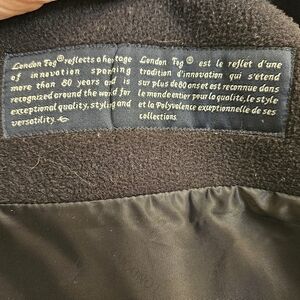 London Fog® reflects a heritage
of innovation spanning
more than 80 years and is
recognized around the world for
exceptional quality, styling and
versatility.
London Fog® est le reflet d'une
tradition d'innovation qui s'étend
sur plus de 80 ans et est reconnue dans
le monde entier pour la qualité, le style
et la Polyvalence exceptionnelle de ses
collections.